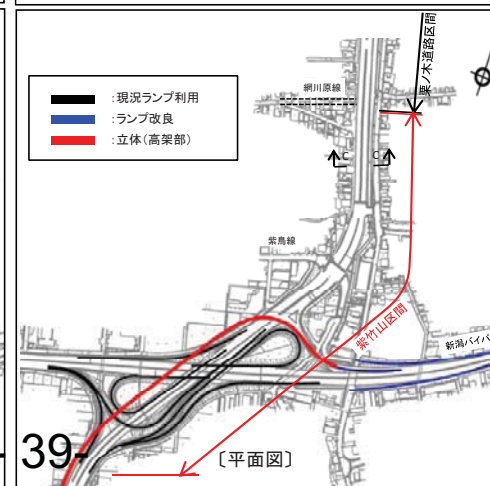 :現況ランプ利用
:ランプ改良
:立体(高架部)
栗ノ木道路区間
網川原線
C C
紫鳥線
紫竹山区間
新潟バイパ
39-
〔平面図〕